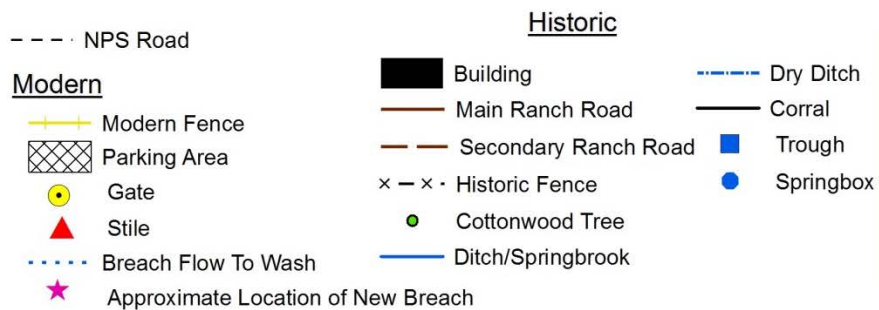 NPS Road
Modern
Modern Fence
Parking Area
Gate
Stile
Breach Flow To Wash
Approximate Location of New Breach
Historic
Building
Main Ranch Road
Secondary Ranch Road
Historic Fence
Cottonwood Tree
Ditch/Springbrook
Dry Ditch
Corral
Trough
Springbox